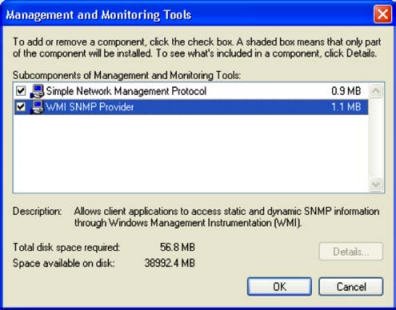 Management and Monitoring Tools
To add or remove a component, click the check box. A shaded box means that only part
of the component will be installed. To see what's included in a component, click Details.
Subcomponents of Management and Monitoring Tools:
Simple Network Management Protocol 0.9 MB
WMI SNMP Provider 1.1 MB
Description: Allows client applications to access static and dynamic SNMP information
through Windows Management Instrumentation (WMI).
Total disk space required: 56.8 MB
Details...
Space available on disk: 38992.4 MB
OK Cancel